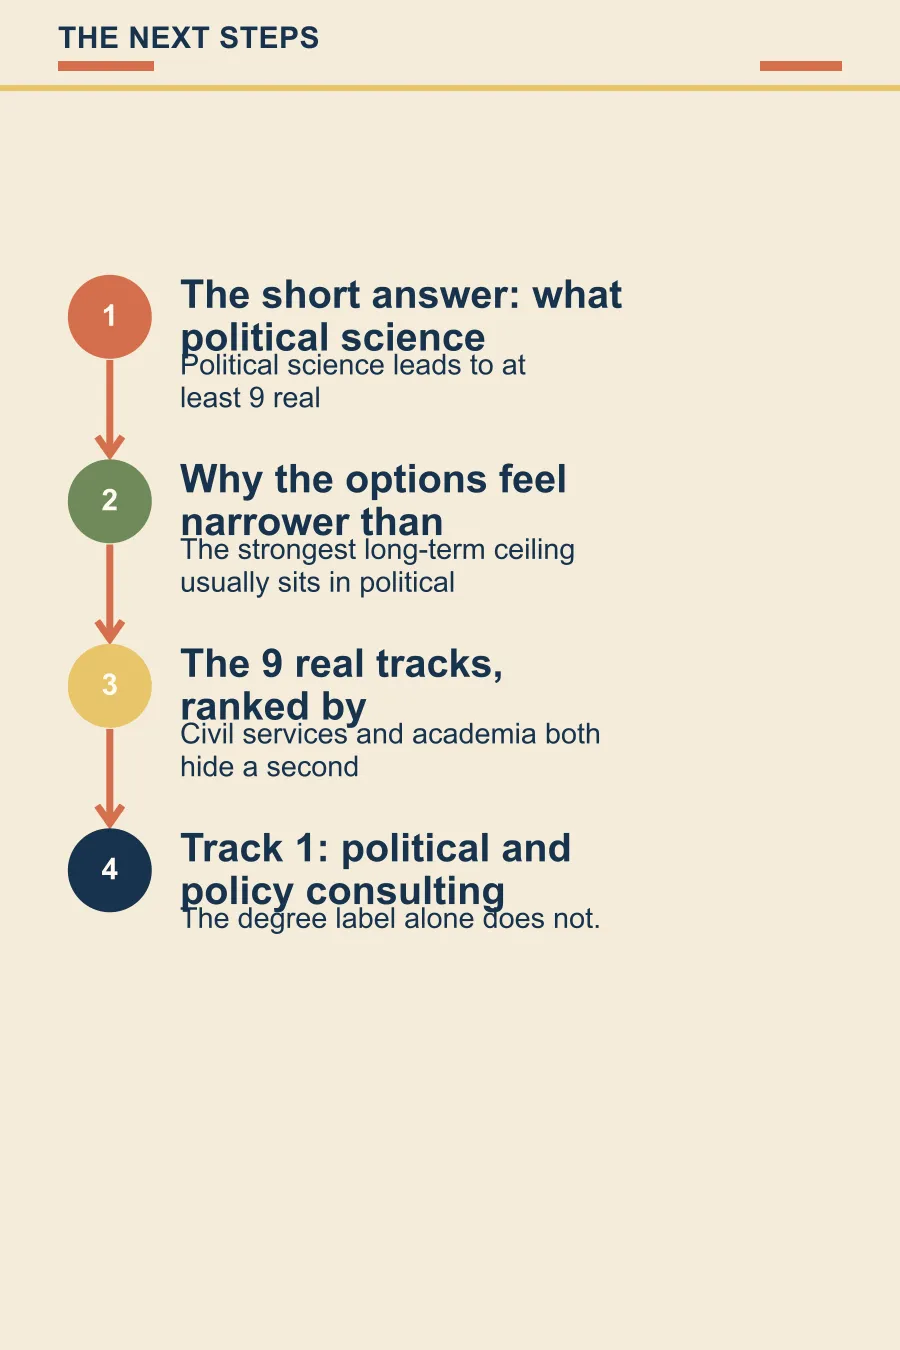 THE NEXT STEPS
1
The short answer: what
political science
Political science leads to at
least 9 real
2
Why the options feel
narrower than
The strongest long-term ceiling
usually sits in political
3
The 9 real tracks,
ranked by
Civil services and academia both
hide a second
4
Track 1: political and
policy consulting
The degree label alone does not.